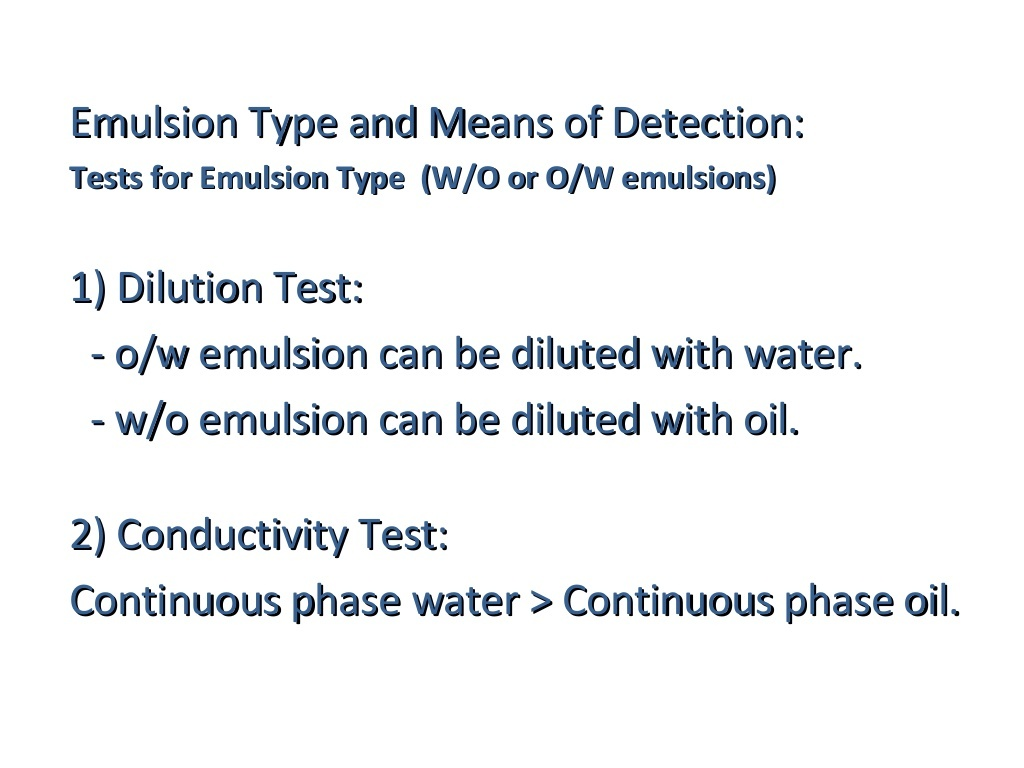 Emulsion Type and Means of Detection:
Tests for Emulsion Type (W/O or O/W emulsions)
1) Dilution Test:
- o/w emulsion can be diluted with water.
- w/o emulsion can be diluted with oil.
2) Conductivity Test:
Continuous phase water > Continuous phase oil.